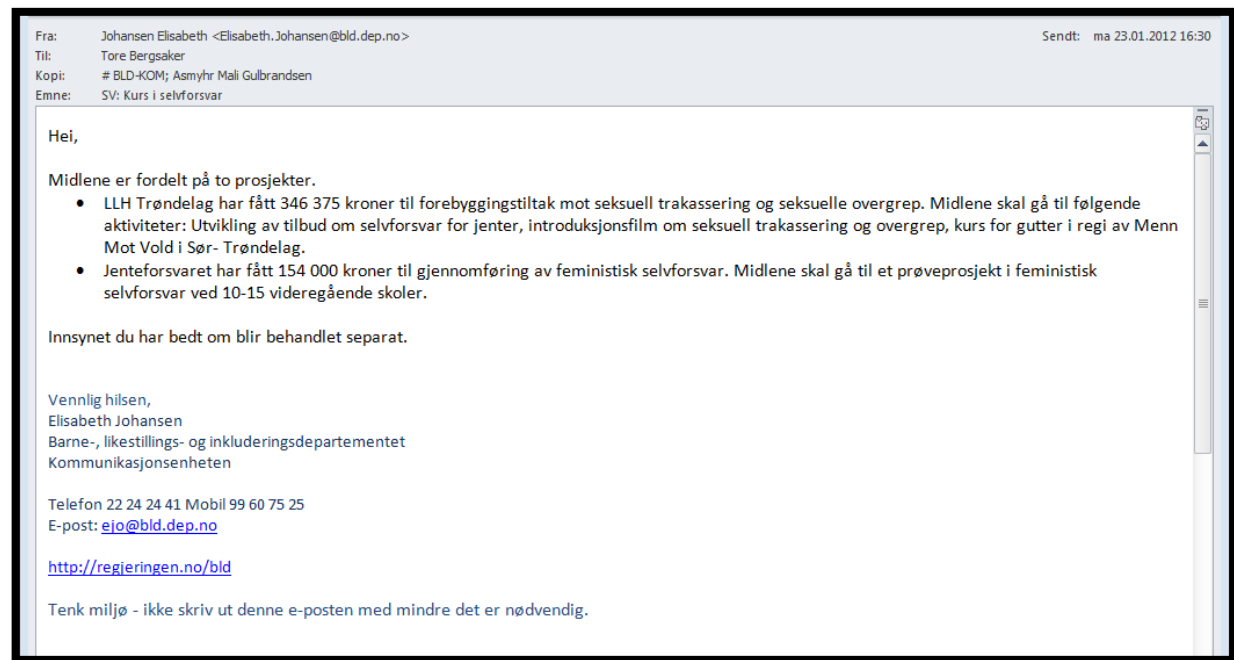 Fra: Johansen Elisabeth <Elisabeth.Johansen@bld.dep.no> Sendt: ma 23.01.2012 16:30
Til: Tore Bergsaker
Kopi: # BLD-KOM; Asmyhr Mali Gulbrandsen
Emne: SV: Kurs i selvforsvar
Hei,
Midlene er fordelt på to prosjekter.
• LLH Trøndelag har fått 346 375 kroner til forebyggingstiltak mot seksuell trakassering og seksuelle overgrep. Midlene skal gå til følgende
aktiviteter: Utvikling av tilbud om selvforsvar for jenter, introduksjonsfilm om seksuell trakassering og overgrep, kurs for gutter i regi av Menn
Mot Vold i Sør- Trøndelag.
• Jenteforsvaret har fått 154 000 kroner til gjennomføring av feministisk selvforsvar. Midlene skal gå til et prøveprosjekt i feministisk
selvforsvar ved 10-15 videregående skoler.
Innsynet du har bedt om blir behandlet separat.
Vennlig hilsen,
Elisabeth Johansen
Barne-, likestillings- og inkluderingsdepartementet
Kommunikasjonsenheten
Telefon 22 24 24 41 Mobil 99 60 75 25
E-post: ejo@bld.dep.no
http://regjeringen.no/bld
Tenk miljø - ikke skriv ut denne e-posten med mindre det er nødvendig.